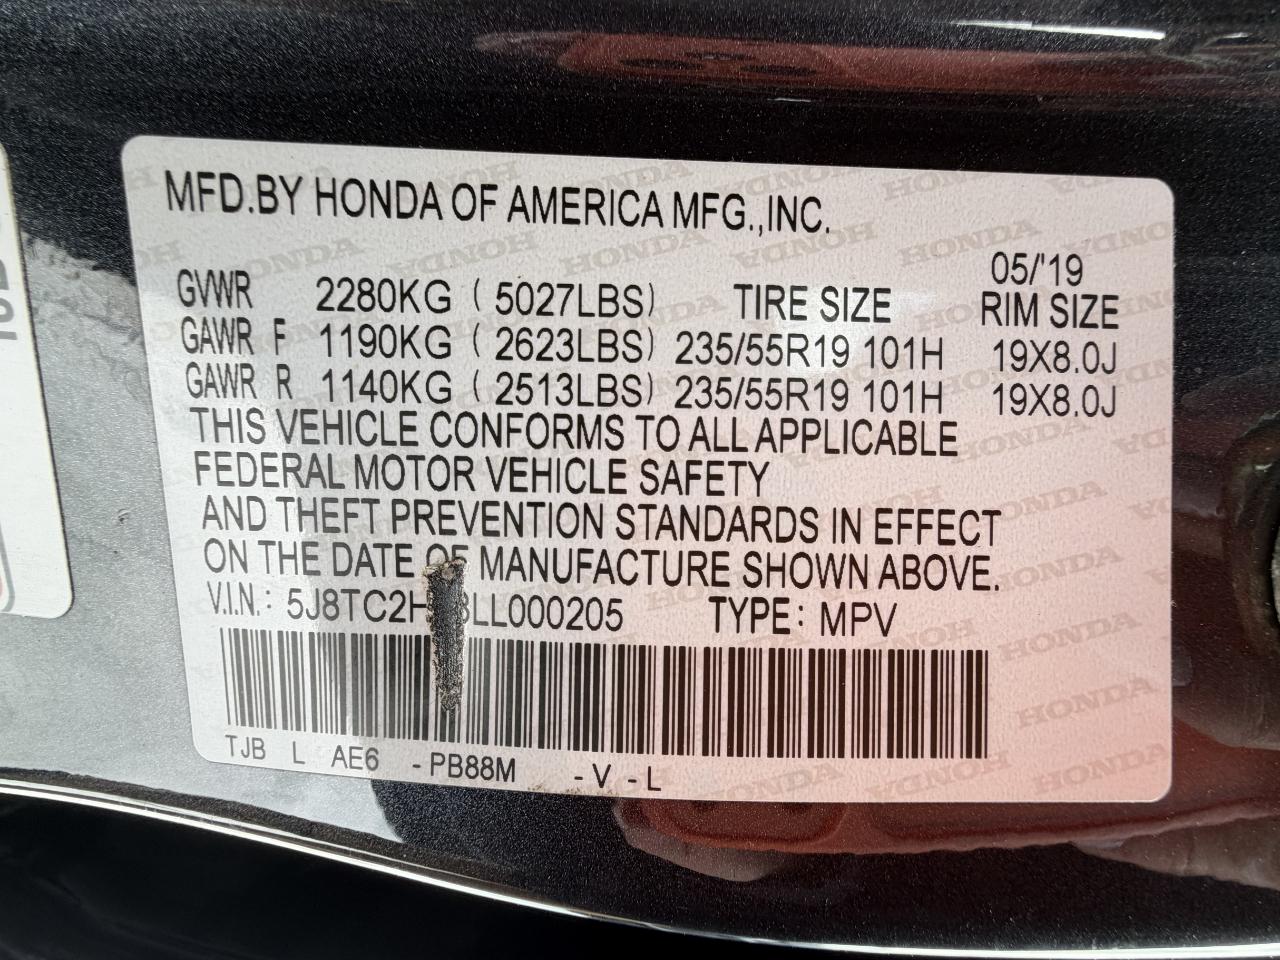 MFD.BY HONDA OF AMERICA MFG.,INC.
05/'19
GVWR 2280KG ( 5027LBS) TIRE SIZE RIM SIZE
GAWR F 1190KG ( 2623LBS) 235/55R19 101H 19X8.0J
GAWR R 1140KG ( 2513LBS) 235/55R19 101H 19X8.0J
THIS VEHICLE CONFORMS TO ALL APPLICABLE
FEDERAL MOTOR VEHICLE SAFETY
AND THEFT PREVENTION STANDARDS IN EFFECT
ON THE DATE OF MANUFACTURE SHOWN ABOVE.
V.I.N.: TYPE: MPV
TJB L AE6 -PB88M -V -L